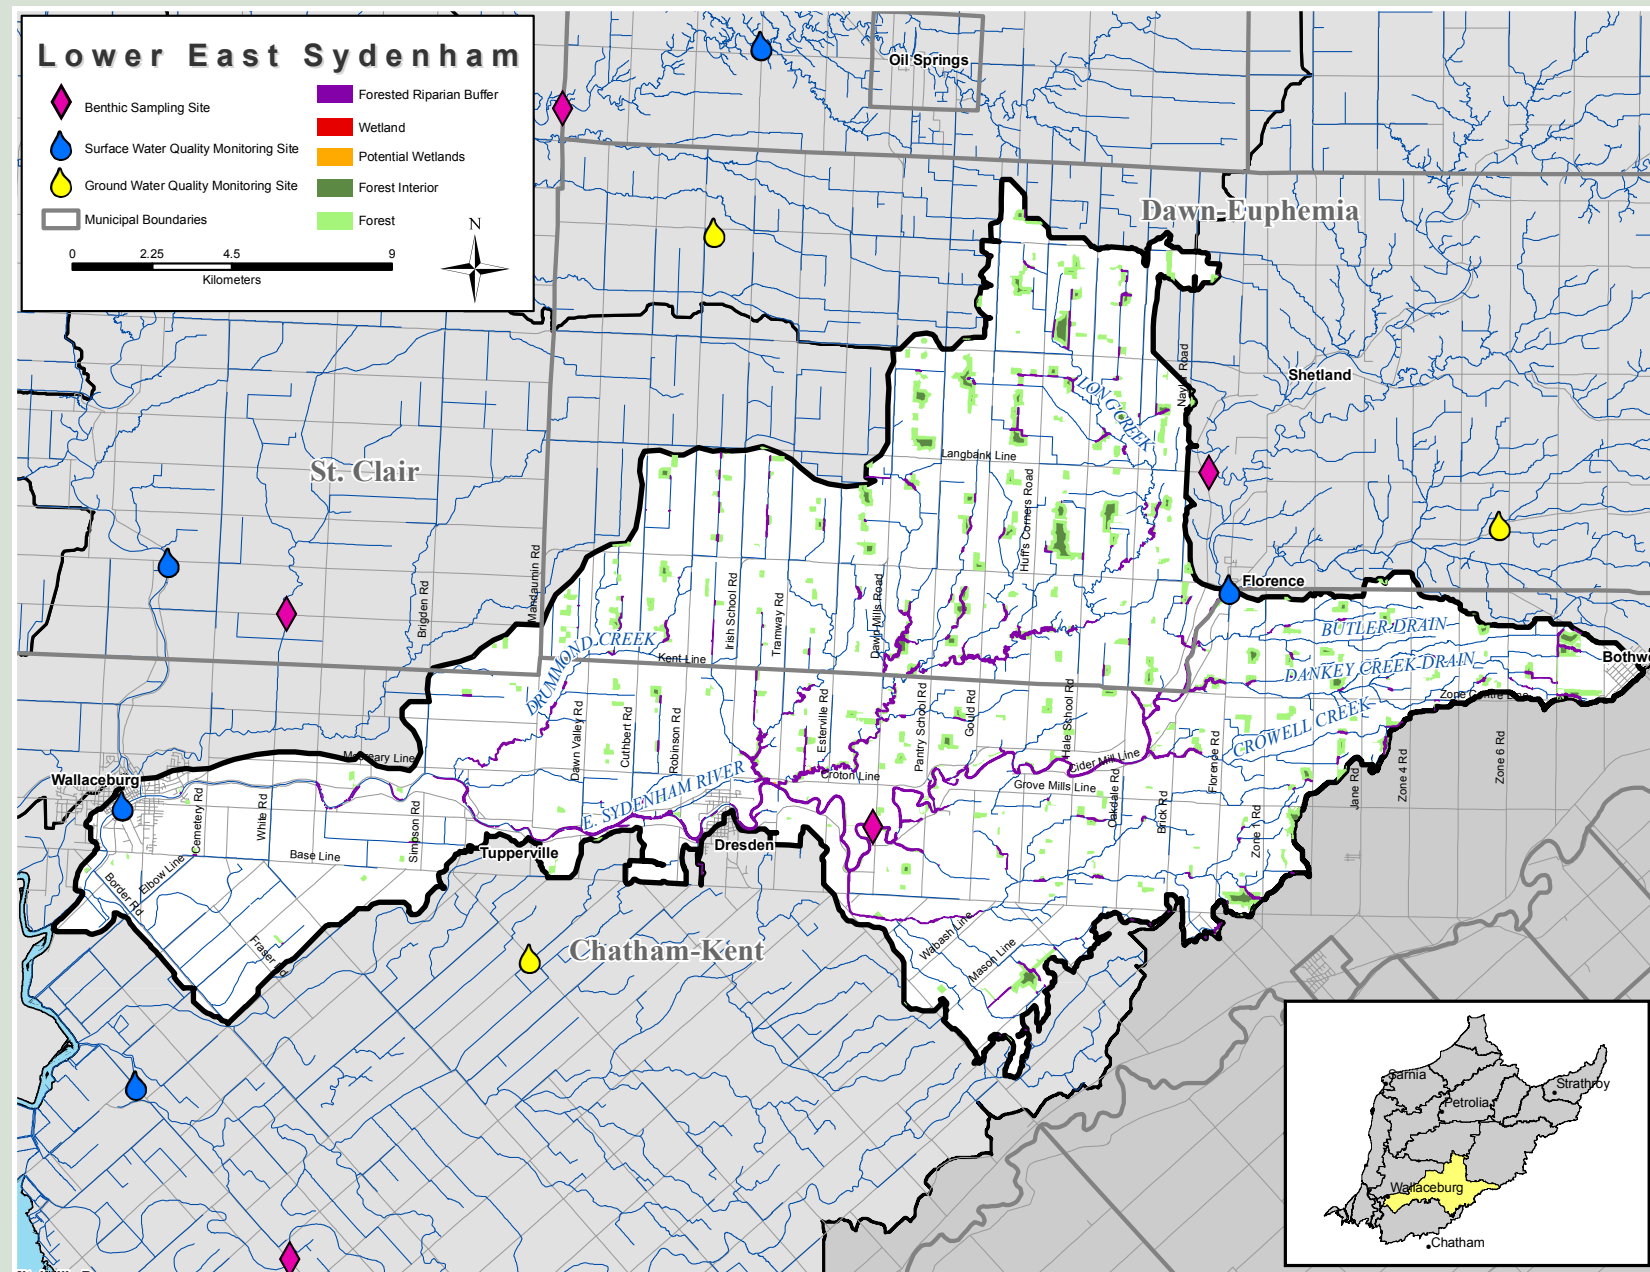 Lower East Sydenham
Benthic Sampling Site
Surface Water Quality Monitoring Site
Ground Water Quality Monitoring Site
Municipal Boundaries
Forested Riparian Buffer
Wetland
Potential Wetlands
Forest Interior
Forest
0 2.25 4.5 9
Kilometers
N
Oil Springs
Dawn-Euphemia
Shetland
Naylor Road
LONG CREEK
Langbank Line
St. Clair
Huff's Corners Road
Mandaumin Rd
Brigden Rd
Florence
Irish School Rd
Tramway Rd
Dawn Mills Road
BUTLER DRAIN
DRUMMOND CREEK
Kent Line
DANKEY CREEK DRAIN
Zone Centre Line
CROWELL CREEK
Dawn Valley Rd
Cuthbert Rd
Robinson Rd
Esterville Rd
Pantry School Rd
Gould Rd
Hale School Rd
Florence Rd
Zone 6 Rd
Zone 4 Rd
Jane Rd
McCreary Line
Wallaceburg
E. SYDENHAM RIVER
Croton Line
Cider Mill Line
Grove Mills Line
Oakdale Rd
Brick Rd
Zone 1 Rd
Cemetery Rd
White Rd
Simpson Rd
Base Line
Tupperville
Dresden
Elbow Line
Border Rd
Fraser Rd
Chatham-Kent
Wabash Line
Mason Line
Sarnia
Strathroy
Petrolia
Wallaceburg
Chatham